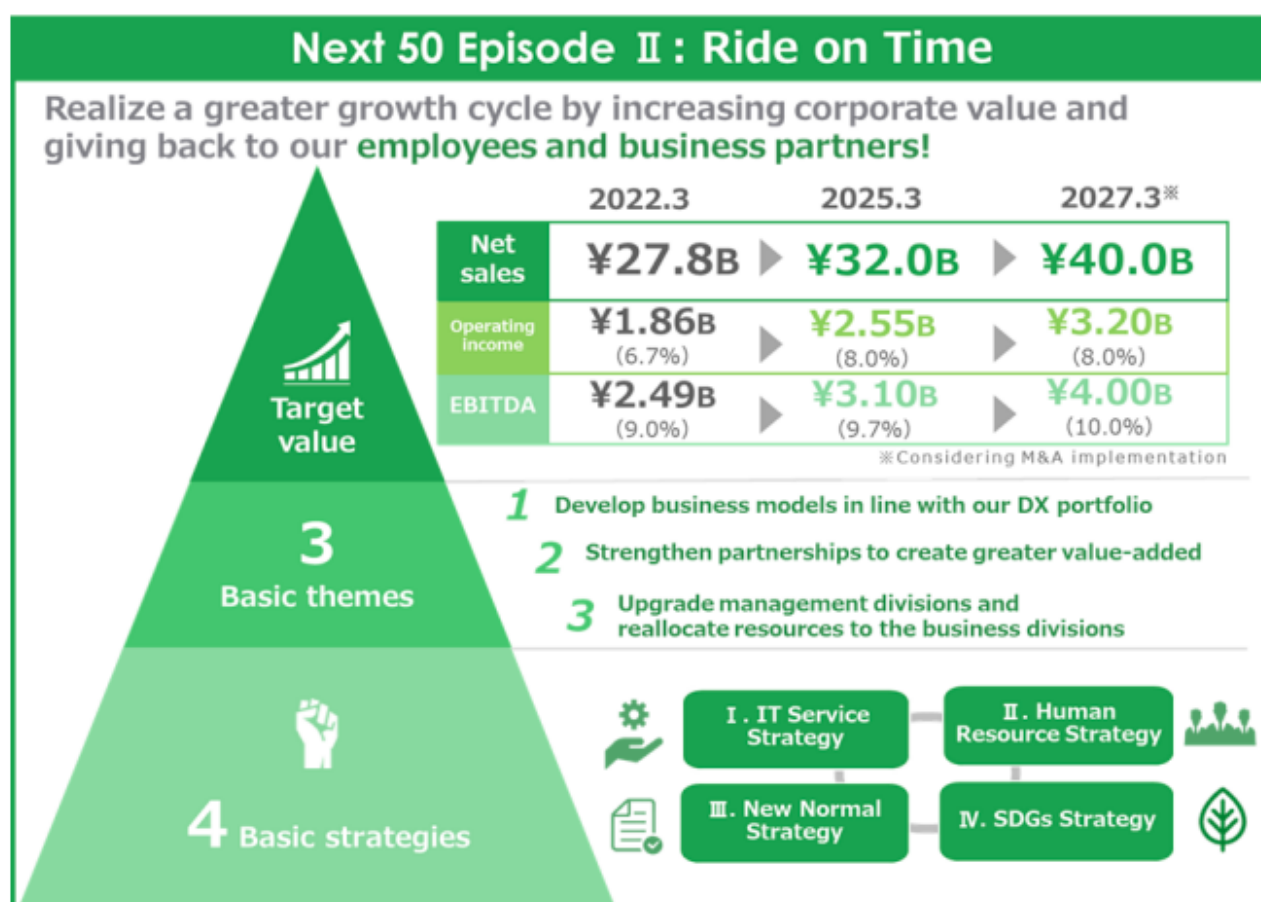 Next 50 Episode Ⅱ : Ride on Time
Realize a greater growth cycle by increasing corporate value and
giving back to our employees and business partners!
2022.3 2025.3 2027.3※
Net
sales
¥27.8B ¥32.0B ¥40.0B
Operating
income
¥1.86B ¥2.55B ¥3.20B
(6.7%) (8.0%) (8.0%)
EBITDA
¥2.49B ¥3.10B ¥4.00B
(9.0%) (9.7%) (10.0%)
※Considering M&A implementation
Target
value
1 Develop business models in line with our DX portfolio
2 Strengthen partnerships to create greater value-added
3 Upgrade management divisions and
reallocate resources to the business divisions
3
Basic themes
Ⅰ. IT Service
Strategy
Ⅱ. Human
Resource Strategy
Ⅲ. New Normal
Strategy
Ⅳ. SDGs Strategy
4 Basic strategies